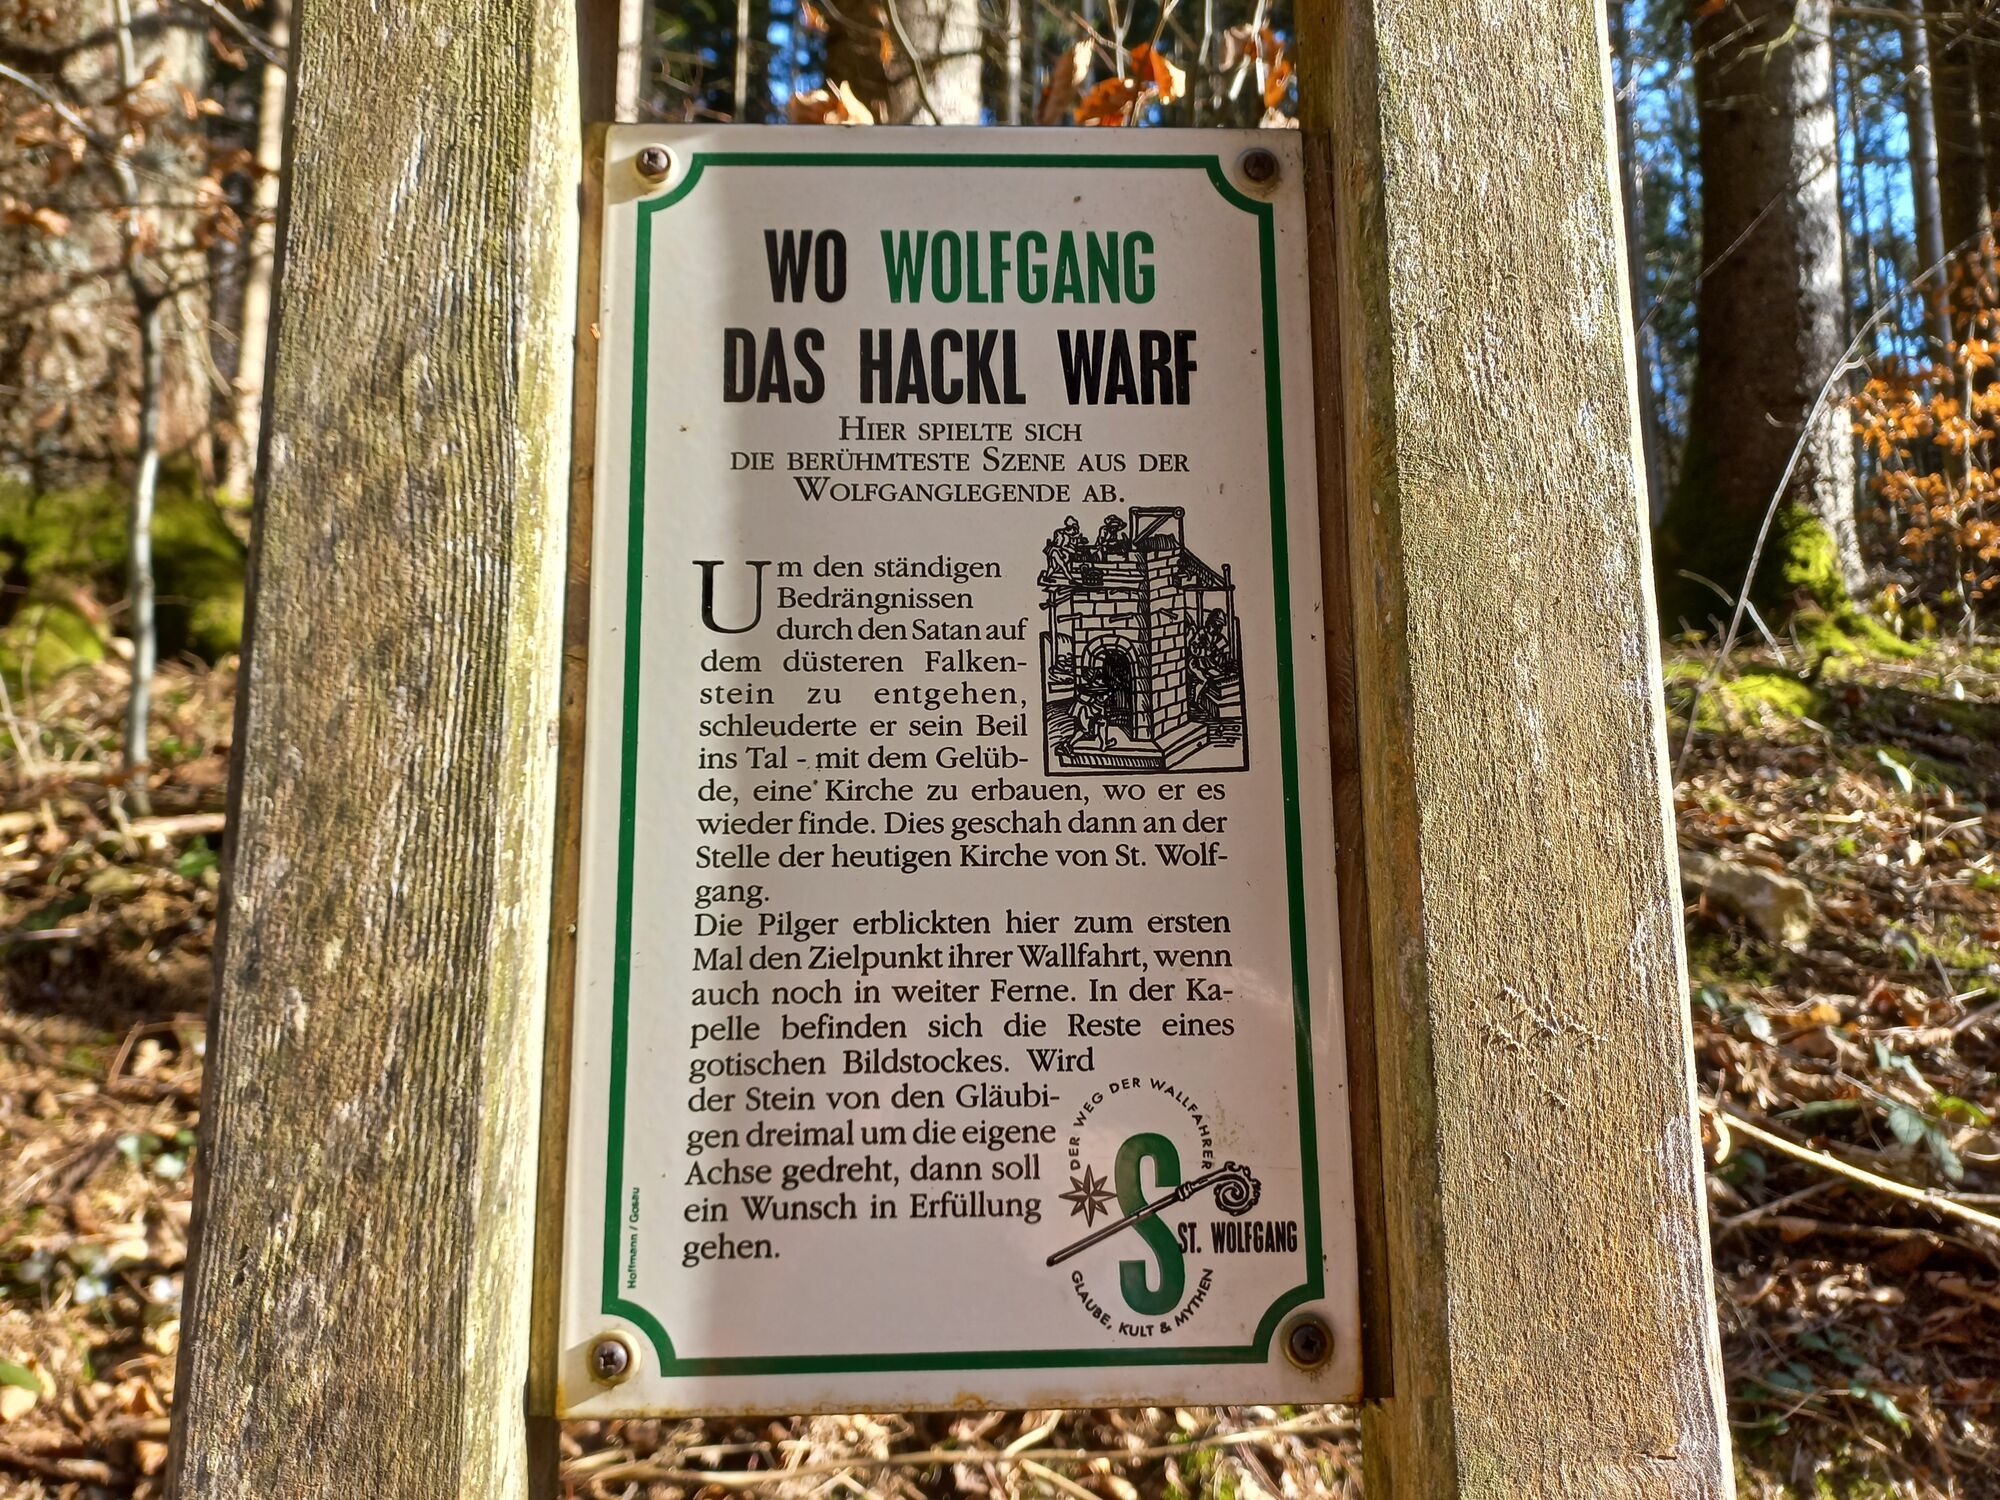 WO WOLFGANG
DAS HACKL WARF
HIER SPIELTE SICH
DIE BERÜHMTESTE SZENE AUS DER
WOLFGANGLEGENDE AB.
Um den ständigen
Bedrängnissen
durch den Satan auf
dem düsteren Falken-
stein zu entgehen,
schleuderte er sein Beil
ins Tal - mit dem Gelüb-
de, eine Kirche zu erbauen, wo er es
wieder finde. Dies geschah dann an der
Stelle der heutigen Kirche von St. Wolf-
gang.
Die Pilger erblickten hier zum ersten
Mal den Zielpunkt ihrer Wallfahrt, wenn
auch noch in weiter Ferne. In der Ka-
pelle befinden sich die Reste eines
gotischen Bildstockes. Wird
der Stein von den Gläubi-
gen dreimal um die eigene
Achse gedreht, dann soll
ein Wunsch in Erfüllung
gehen.
DER WEG DER WALLFAHRER
S
ST. WOLFGANG
GLAUBE, KULT & MYTHEN
Hoffmann / Gosau